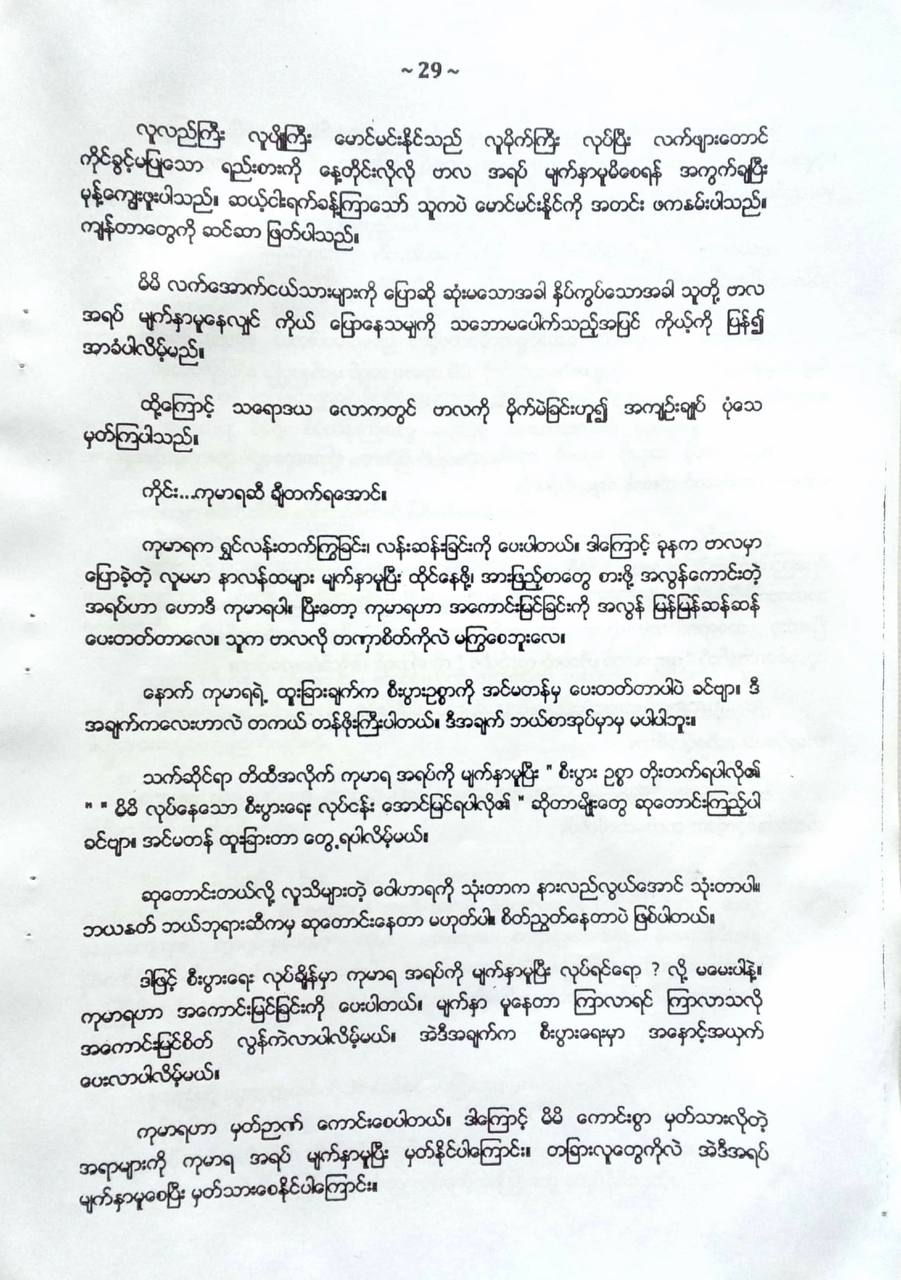 ~ 29 ~
လူလည်ကြီး လူပျိုကြီး မောင်မင်းနိုင်သည် လူမိုက်ကြီး လုပ်ပြီး လက်ဖျားတောင်
ကိုင်ခွင့်မပြုသော ရည်းစားကို နေ့တိုင်းလိုလို ဗာလ အရပ် မျက်နှာမူမိစေရန် အကွက်ချပြီး
မုန့်ကျွေးဖူးပါသည်။ ဆယ့်ငါးရက်ခန့်ကြာသော် သူကပဲ မောင်မင်းနိုင်ကို အတင်း ဖကနမ်းပါသည်။
ကျန်တာတွေကို ဆင်ဆာ ဖြတ်ပါသည်။
မိမိ လက်အောက်ငယ်သားများကို ပြောဆို ဆုံးမသောအခါ နှိပ်ကွပ်သောအခါ သူတို့ ဗာလ
အရပ် မျက်နှာမူနေလျှင် ကိုယ် ပြောနေသမျှကို သဘောမပေါက်သည့်အပြင် ကိုယ့်ကို ပြန်၍
အာခံပါလိမ့်မည်။
ထို့ကြောင့် သရောဒယ လောကတွင် ဗာလကို မိုက်မဲခြင်းဟူ၍ အကျဉ်းချုပ် ပုံသေ
မှတ်ကြပါသည်။
ကိုင်း...ကုမာရဆီ ချီတက်ရအောင်။
ကုမာရက ရွှင်လန်းတက်ကြွခြင်း၊ လန်းဆန်းခြင်းကို ပေးပါတယ်။ ဒါကြောင့် ခုနက ဗာလမှာ
ပြောခဲ့တဲ့ လူမမာ နာလန်ထများ မျက်နှာမူပြီး ထိုင်နေဖို့၊ အားဖြည့်စာတွေ စားဖို့ အလွန်ကောင်းတဲ့
အရပ်ဟာ ဟောဒီ ကုမာရပါ။ ပြီးတော့ ကုမာရဟာ အကောင်းမြင်ခြင်းကို အလွန် မြန်မြန်ဆန်ဆန်
ပေးတတ်တာလေ။ သူက ဗာလလို တဏှာစိတ်ကိုလဲ မကြွစေဘူးလေ။
နောက် ကုမာရရဲ့ ထူးခြားချက်က စီးပွားဥစ္စာကို အင်မတန်မှ ပေးတတ်တာပါပဲ ခင်ဗျာ။ ဒီ
အချက်ကလေးဟာလဲ တကယ် တန်ဖိုးကြီးပါတယ်။ ဒီအချက် ဘယ်စာအုပ်မှာမှ မပါပါဘူး။
သက်ဆိုင်ရာ တိထီအလိုက် ကုမာရ အရပ်ကို မျက်နှာမူပြီး " စီးပွား ဥစ္စာ တိုးတက်ရပါလို၏
" " မိမိ လုပ်နေသော စီးပွားရေး လုပ်ငန်း အောင်မြင်ရပါလို၏ " ဆိုတာမျိုးတွေ ဆုတောင်းကြည့်ပါ
ခင်ဗျာ။ အင်မတန် ထူးခြားတာ တွေ့ရပါလိမ့်မယ်။
ဆုတောင်းတယ်လို့ လူသိများတဲ့ ဝေါဟာရကို သုံးတာက နားလည်လွယ်အောင် သုံးတာပါ။
ဘယနတ် ဘယ်ဘုရားဆီကမှ ဆုတောင်းနေတာ မဟုတ်ပါ။ စိတ်ညွှတ်နေတာပဲ ဖြစ်ပါတယ်။
ဒါဖြင့် စီးပွားရေး လုပ်ချိန်မှာ ကုမာရ အရပ်ကို မျက်နှာမူပြီး လုပ်ရင်ရော ? လို့ မမေးပါနဲ့။
ကုမာရဟာ အကောင်းမြင်ခြင်းကို ပေးပါတယ်။ မျက်နှာ မူနေတာ ကြာလာရင် ကြာလာသလို
အကောင်းမြင်စိတ် လွန်ကဲလာပါလိမ့်မယ်။ အဲဒီအချက်က စီးပွားရေးမှာ အနှောင့်အယှက်
ပေးလာပါလိမ့်မယ်။
ကုမာရဟာ မှတ်ဉာဏ် ကောင်းစေပါတယ်။ ဒါကြောင့် မိမိ ကောင်းစွာ မှတ်သားလိုတဲ့
အရာများကို ကုမာရ အရပ် မျက်နှာမူပြီး မှတ်နိုင်ပါကြောင်း။ တခြားလူတွေကိုလဲ အဲဒီအရပ်
မျက်နှာမူစေပြီး မှတ်သားစေနိုင်ပါကြောင်း။